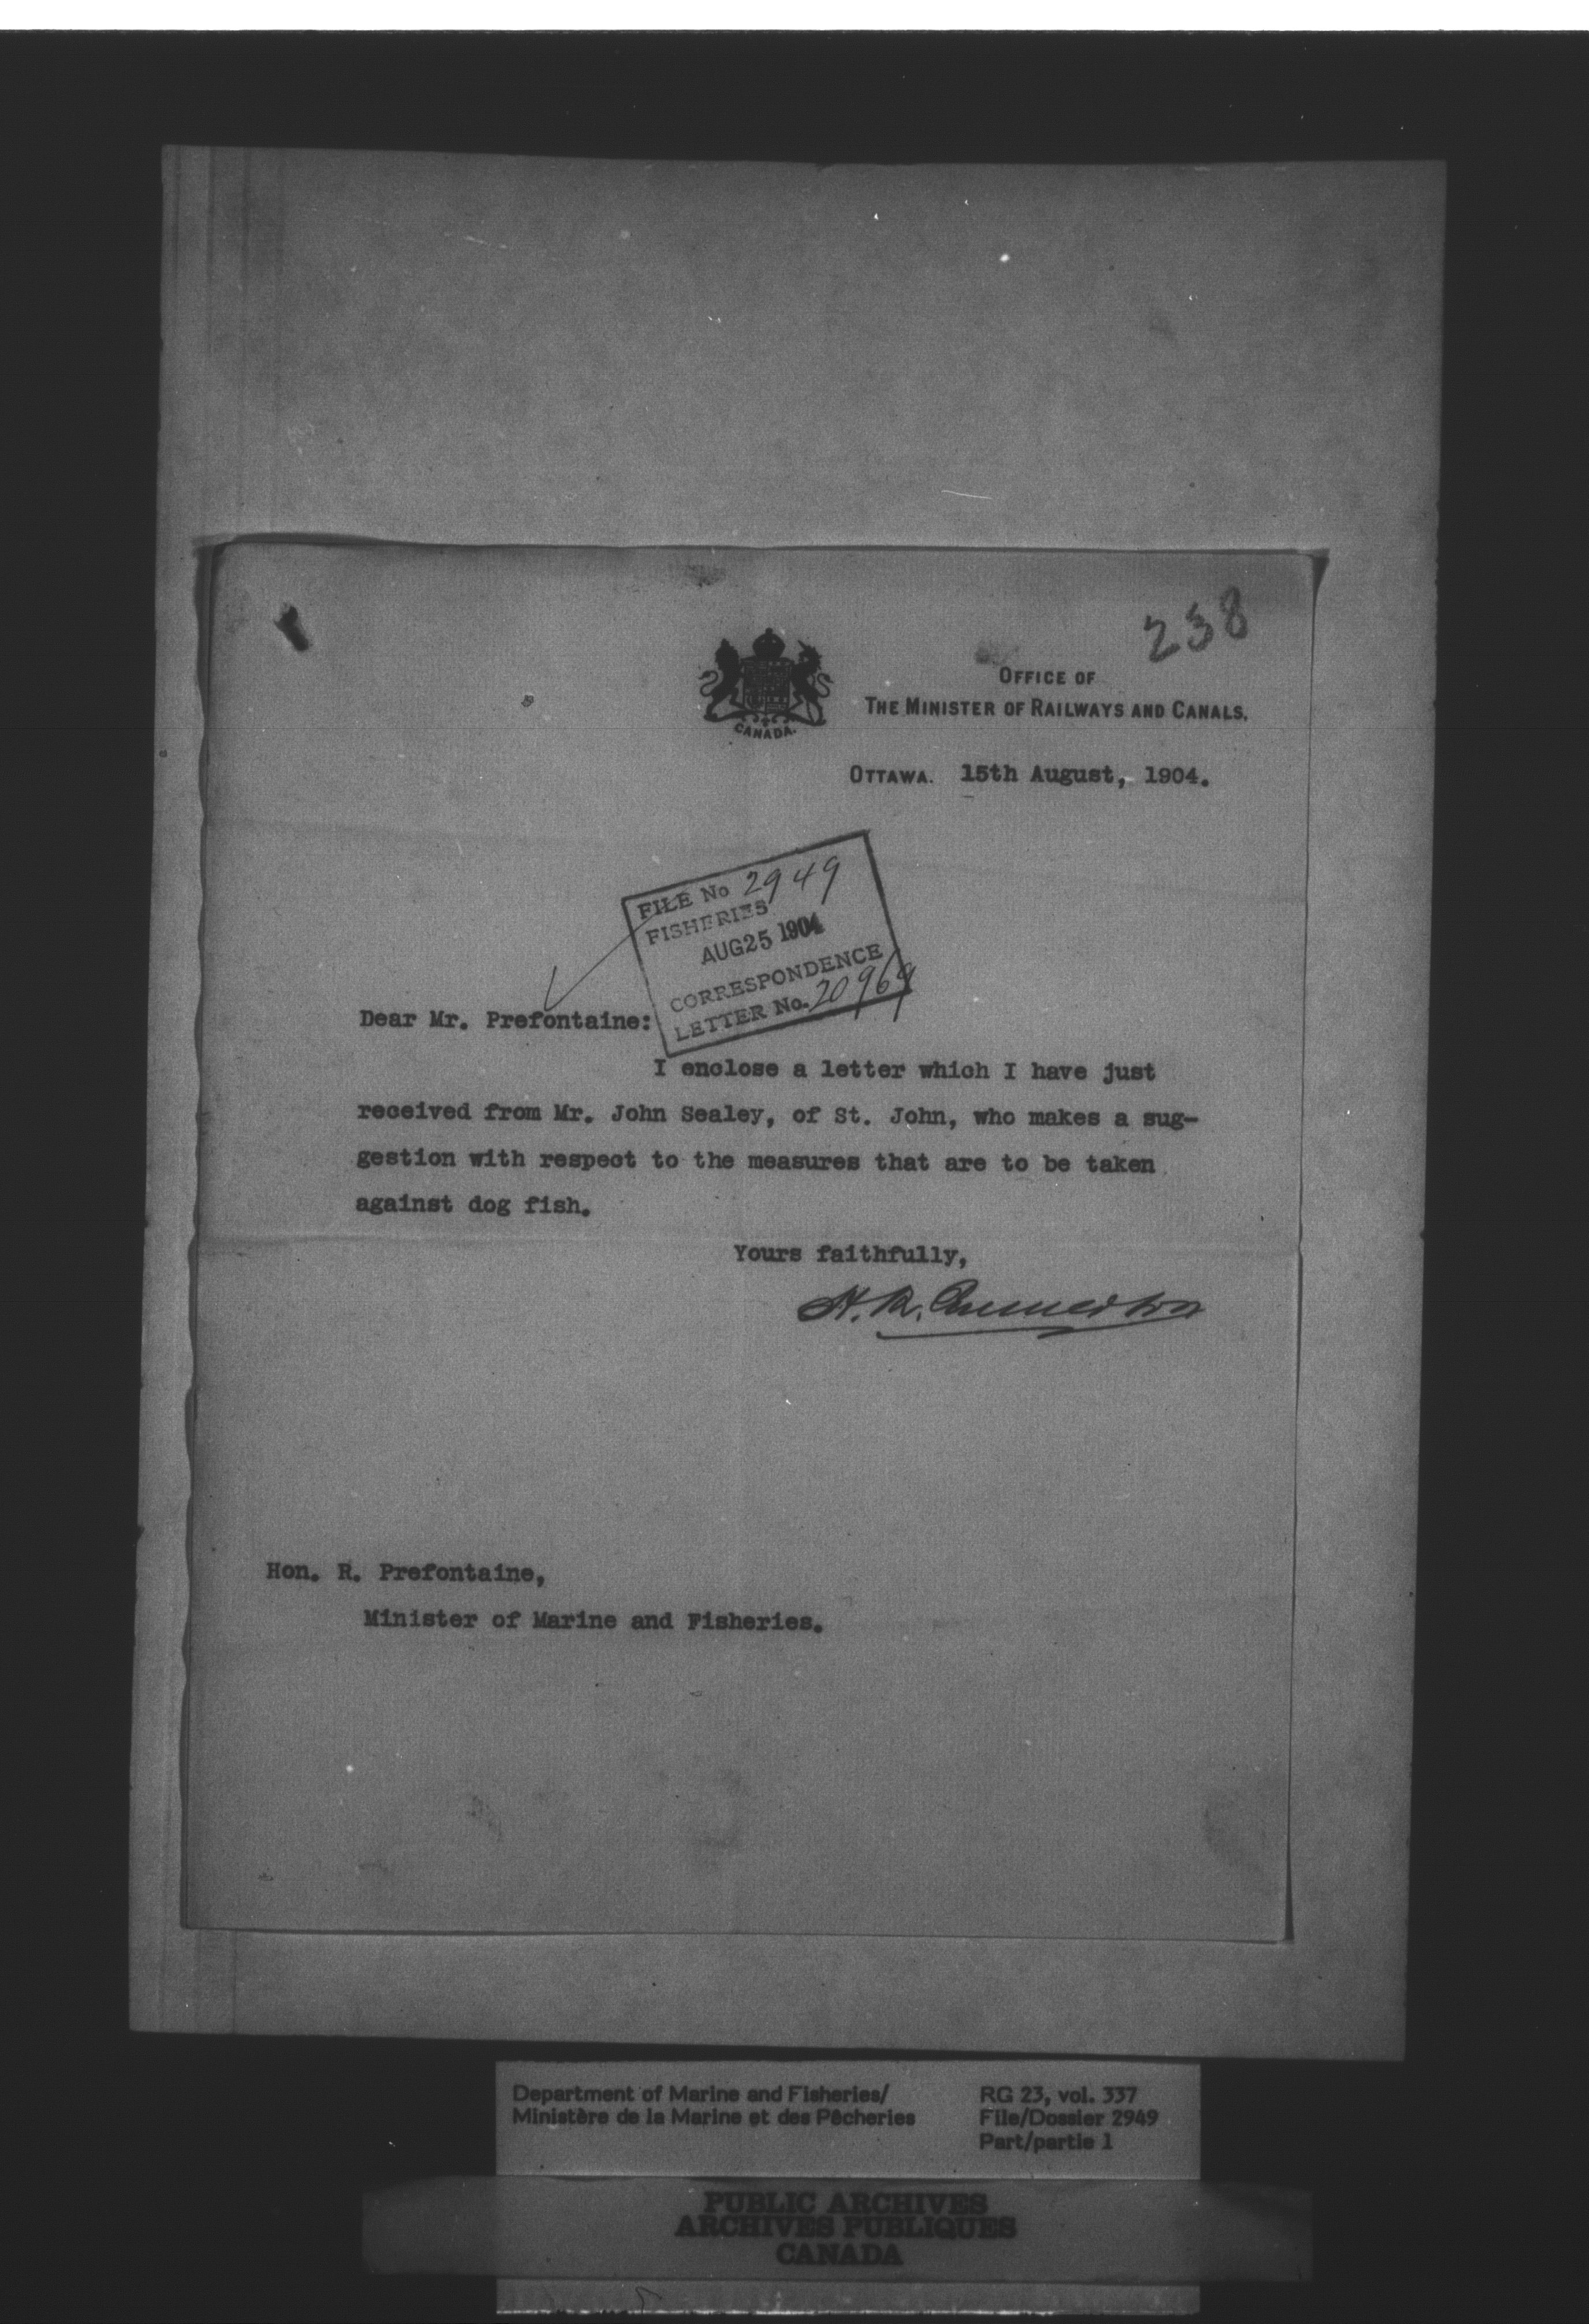 238
CANADA.
OFFICE OF
THE MINISTER OF RAILWAYS AND CANALS.
OTTAWA. 15th August, 1904.
FILE No 2949
FISHERIES
AUG 25 1904
CORRESPONDENCE
LETTER No. 20969
Dear Mr. Prefontaine:
I enclose a letter which I have just
received from Mr. John Sealey, of St. John, who makes a sug-
gestion with respect to the measures that are to be taken
against dog fish.
Yours faithfully,
H. R. Emmerson
Hon. R. Prefontaine,
Minister of Marine and Fisheries.
Department of Marine and Fisheries/
Ministère de la Marine et des Pêcheries
RG 23, vol. 337
File/Dossier 2949
Part/partie 1
PUBLIC ARCHIVES
ARCHIVES PUBLIQUES
CANADA